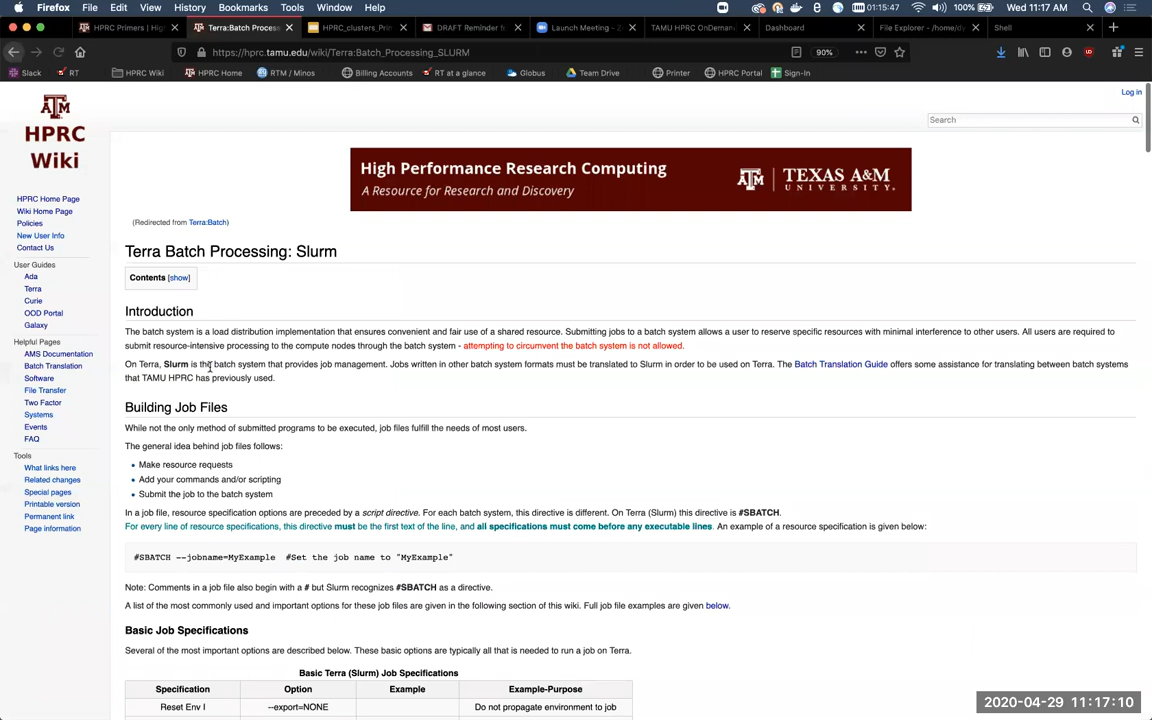 Firefox File Edit View History Bookmarks Tools Window Help 01:15:47 100% Wed 11:17 AM
HPRC Primers | High Terra:Batch Process HPRC_clusters_Prin DRAFT Reminder f Launch Meeting - Z TAMU HPRC OnDeman Dashboard File Explorer - /home/d Shell
https://hprc.tamu.edu/wiki/Terra:Batch_Processing_SLURM 90%
Slack RT HPRC Wiki HPRC Home RTM / Minos Billing Accounts RT at a glance Globus Team Drive Printer HPRC Portal Sign-In
Log in
Search
ĀM
HPRC
Wiki
HPRC Home Page
Wiki Home Page
Policies
New User Info
Contact Us
User Guides
Ada
Terra
Curie
OOD Portal
Galaxy
Helpful Pages
AMS Documentation
Batch Translation
Software
File Transfer
Two Factor
Systems
Events
FAQ
Tools
What links here
Related changes
Special pages
Printable version
Permanent link
Page information
High Performance Research Computing
A Resource for Research and Discovery
TEXAS A&M
UNIVERSITY
(Redirected from Terra:Batch)
Terra Batch Processing: Slurm
Contents [show]
Introduction
The batch system is a load distribution implementation that ensures convenient and fair use of a shared resource. Submitting jobs to a batch system allows a user to reserve specific resources with minimal interference to other users. All users are required to
submit resource-intensive processing to the compute nodes through the batch system - attempting to circumvent the batch system is not allowed.
On Terra, Slurm is the batch system that provides job management. Jobs written in other batch system formats must be translated to Slurm in order to be used on Terra. The Batch Translation Guide offers some assistance for translating between batch systems
that TAMU HPRC has previously used.
Building Job Files
While not the only method of submitted programs to be executed, job files fulfill the needs of most users.
The general idea behind job files follows:
Make resource requests
Add your commands and/or scripting
Submit the job to the batch system
In a job file, resource specification options are preceded by a script directive. For each batch system, this directive is different. On Terra (Slurm) this directive is #SBATCH.
For every line of resource specifications, this directive must be the first text of the line, and all specifications must come before any executable lines. An example of a resource specification is given below:
#SBATCH --jobname=MyExample #Set the job name to "MyExample"
Note: Comments in a job file also begin with a # but Slurm recognizes #SBATCH as a directive.
A list of the most commonly used and important options for these job files are given in the following section of this wiki. Full job file examples are given below.
Basic Job Specifications
Several of the most important options are described below. These basic options are typically all that is needed to run a job on Terra.
Basic Terra (Slurm) Job Specifications
Specification Option Example Example-Purpose
Reset Env I --export=NONE Do not propagate environment to job
2020-04-29 11:17:10